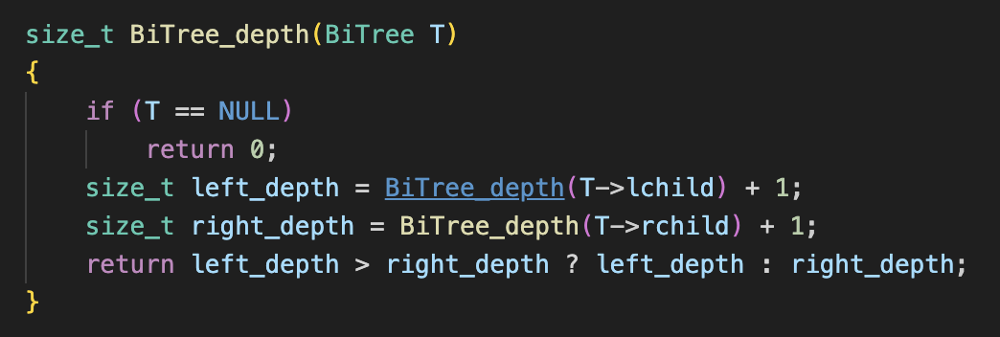 size_t BiTree_depth(BiTree T)
{
    if (T == NULL)
        return 0;
    size_t left_depth = BiTree_depth(T->lchild) + 1;
    size_t right_depth = BiTree_depth(T->rchild) + 1;
    return left_depth > right_depth ? left_depth : right_depth;
}